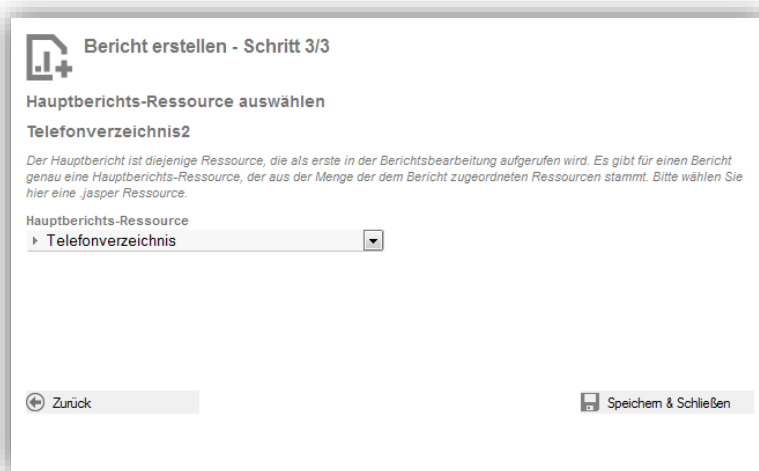 Bericht erstellen - Schritt 3/3
Hauptberichts-Ressource auswählen
Telefonverzeichnis2
Der Hauptbericht ist diejenige Ressource, die als erste in der Berichtsbearbeitung aufgerufen wird. Es gibt für einen Bericht
genau eine Hauptberichts-Ressource, der aus der Menge der dem Bericht zugeordneten Ressourcen stammt. Bitte wählen Sie
hier eine .jasper Ressource.
Hauptberichts-Ressource
Telefonverzeichnis
Zurück
Speichern & Schließen